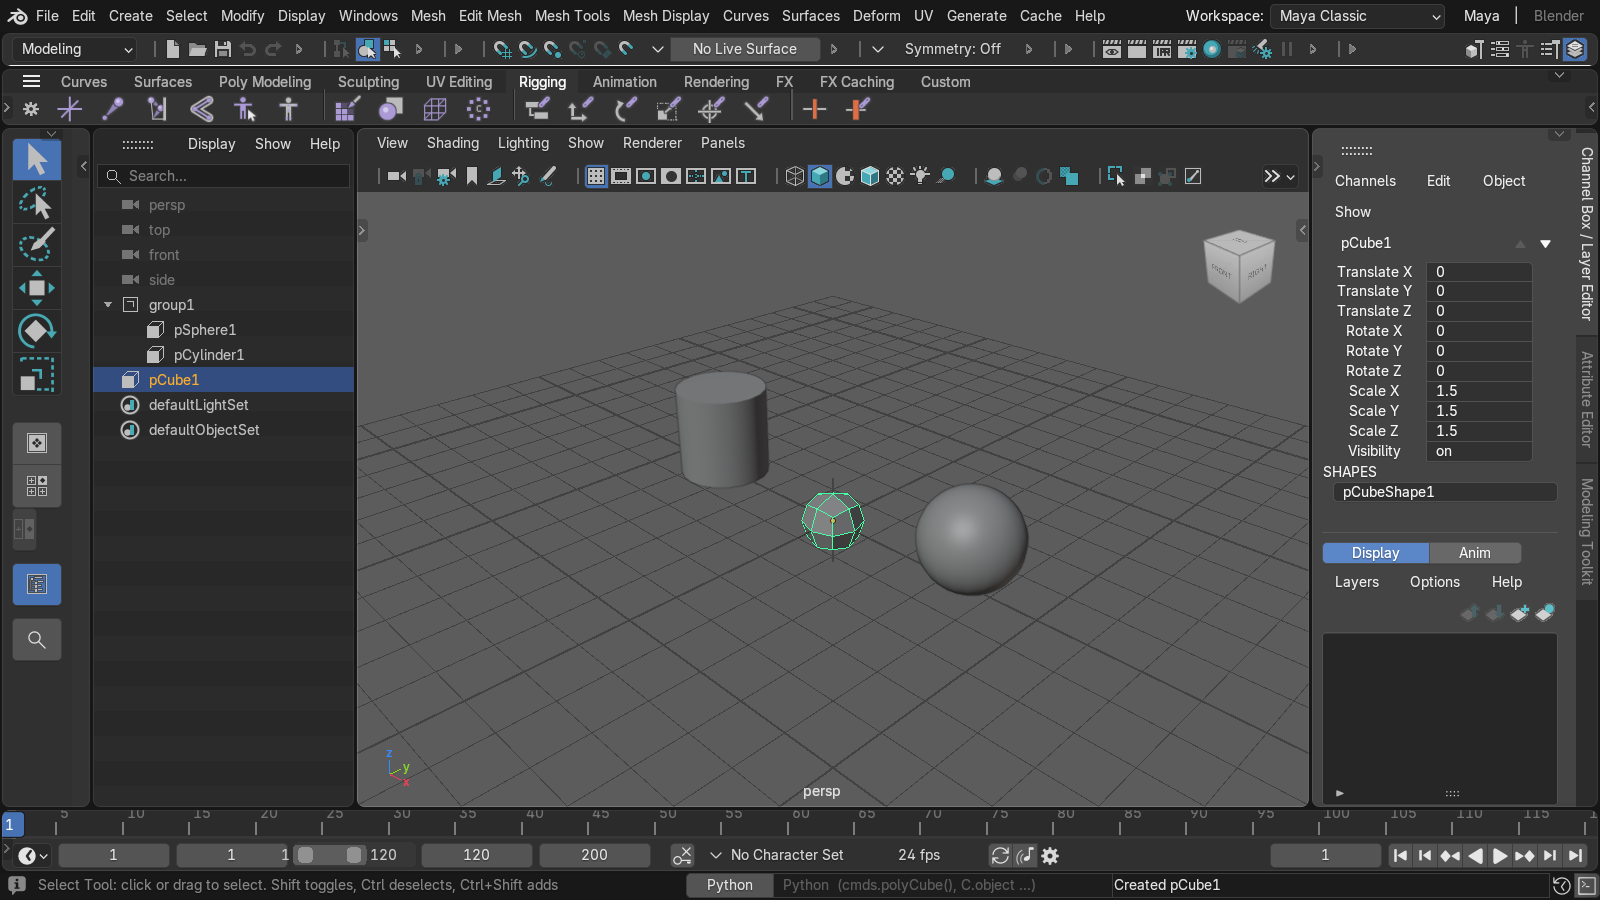 File Edit Create Select Modify Display Windows Mesh Edit Mesh Mesh Tools Mesh Display Curves Surfaces Deform UV Generate Cache Help Workspace: Maya Classic Maya | Blender
Modeling No Live Surface Symmetry: Off
Curves Surfaces Poly Modeling Sculpting UV Editing Rigging Animation Rendering FX FX Caching Custom
Display Show Help
Search...
persp
top
front
side
group1
pSphere1
pCylinder1
pCube1
defaultLightSet
defaultObjectSet
View Shading Lighting Show Renderer Panels
FRONT RIGHT
z
y
x
persp
Channels Edit Object
Show
pCube1
Translate X 0
Translate Y 0
Translate Z 0
Rotate X 0
Rotate Y 0
Rotate Z 0
Scale X 1.5
Scale Y 1.5
Scale Z 1.5
Visibility on
SHAPES
pCubeShape1
Display Anim
Layers Options Help
Channel Box / Layer Editor
Attribute Editor
Modeling Toolkit
1 5 10 15 20 25 30 35 40 45 50 55 60 65 70 75 80 85 90 95 100 105 110 115
1 1 1 120 120 200 No Character Set 24 fps 1
Select Tool: click or drag to select. Shift toggles, Ctrl deselects, Ctrl+Shift adds Python Python (cmds.polyCube(), C.object ...) Created pCube1